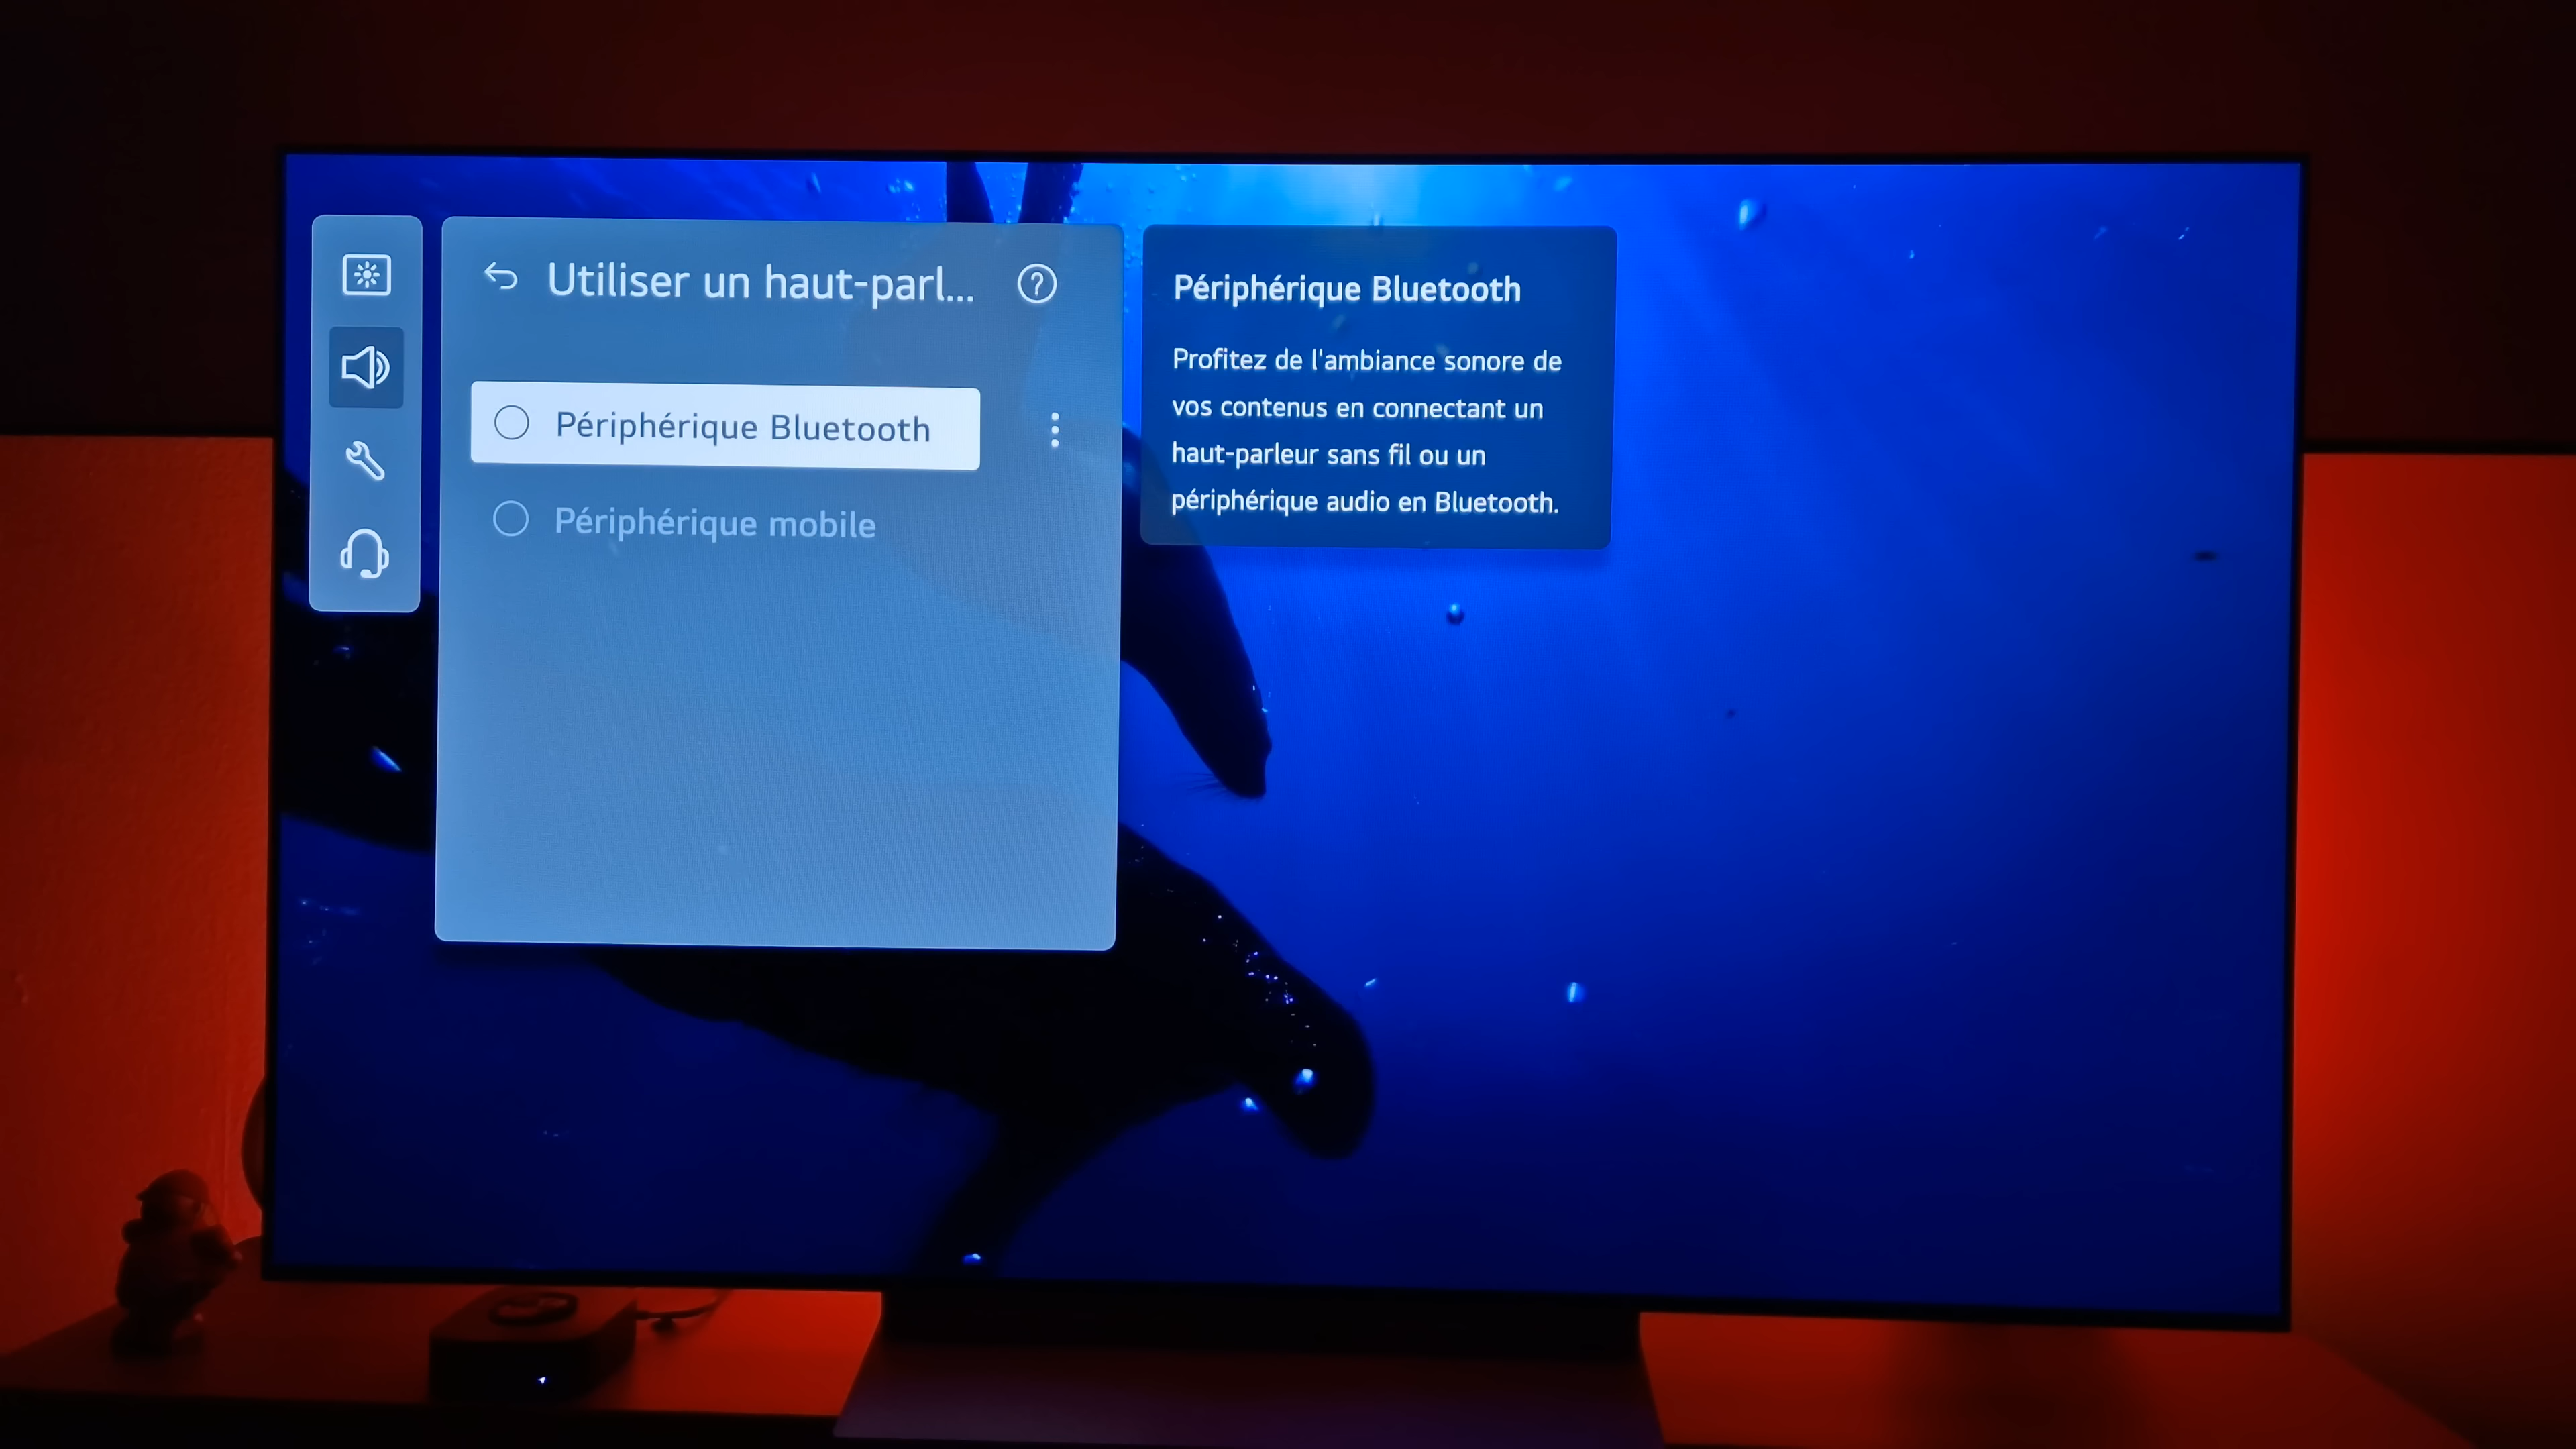 Utiliser un haut-parl...
Périphérique Bluetooth
Périphérique mobile
Périphérique Bluetooth
Profitez de l'ambiance sonore de
vos contenus en connectant un
haut-parleur sans fil ou un
périphérique audio en Bluetooth.